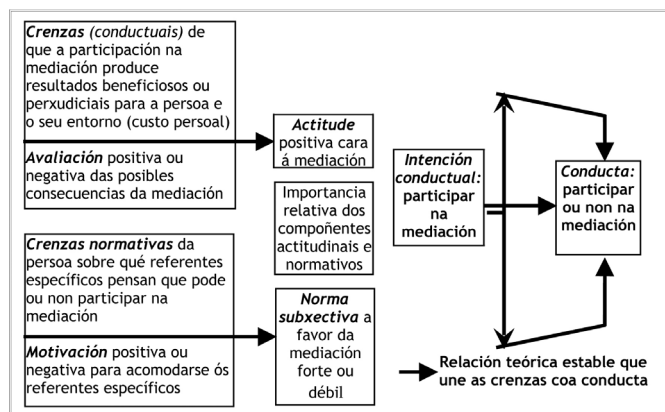 Crenzas (conductuais) de
que a participación na
mediación produce
resultados beneficiosos ou
perxudiciais para a persoa e
o seu entorno (custo persoal)
Avaliación positiva ou
negativa das posibles
consecuencias da mediación
Crenzas normativas da
persoa sobre qué referentes
específicos pensan que pode
ou non participar na
mediación
Motivación positiva ou
negativa para acomodarse ós
referentes específicos
Actitude
positiva cara
á mediación
Importancia
relativa dos
compoñentes
actitudinais e
normativos
Norma
subxectiva a
favor da
mediación
forte ou
débil
Intención
conductual:
participar
na
mediación
Conducta:
participar
ou non na
mediación
Relación teórica estable que
une as crenzas coa conducta